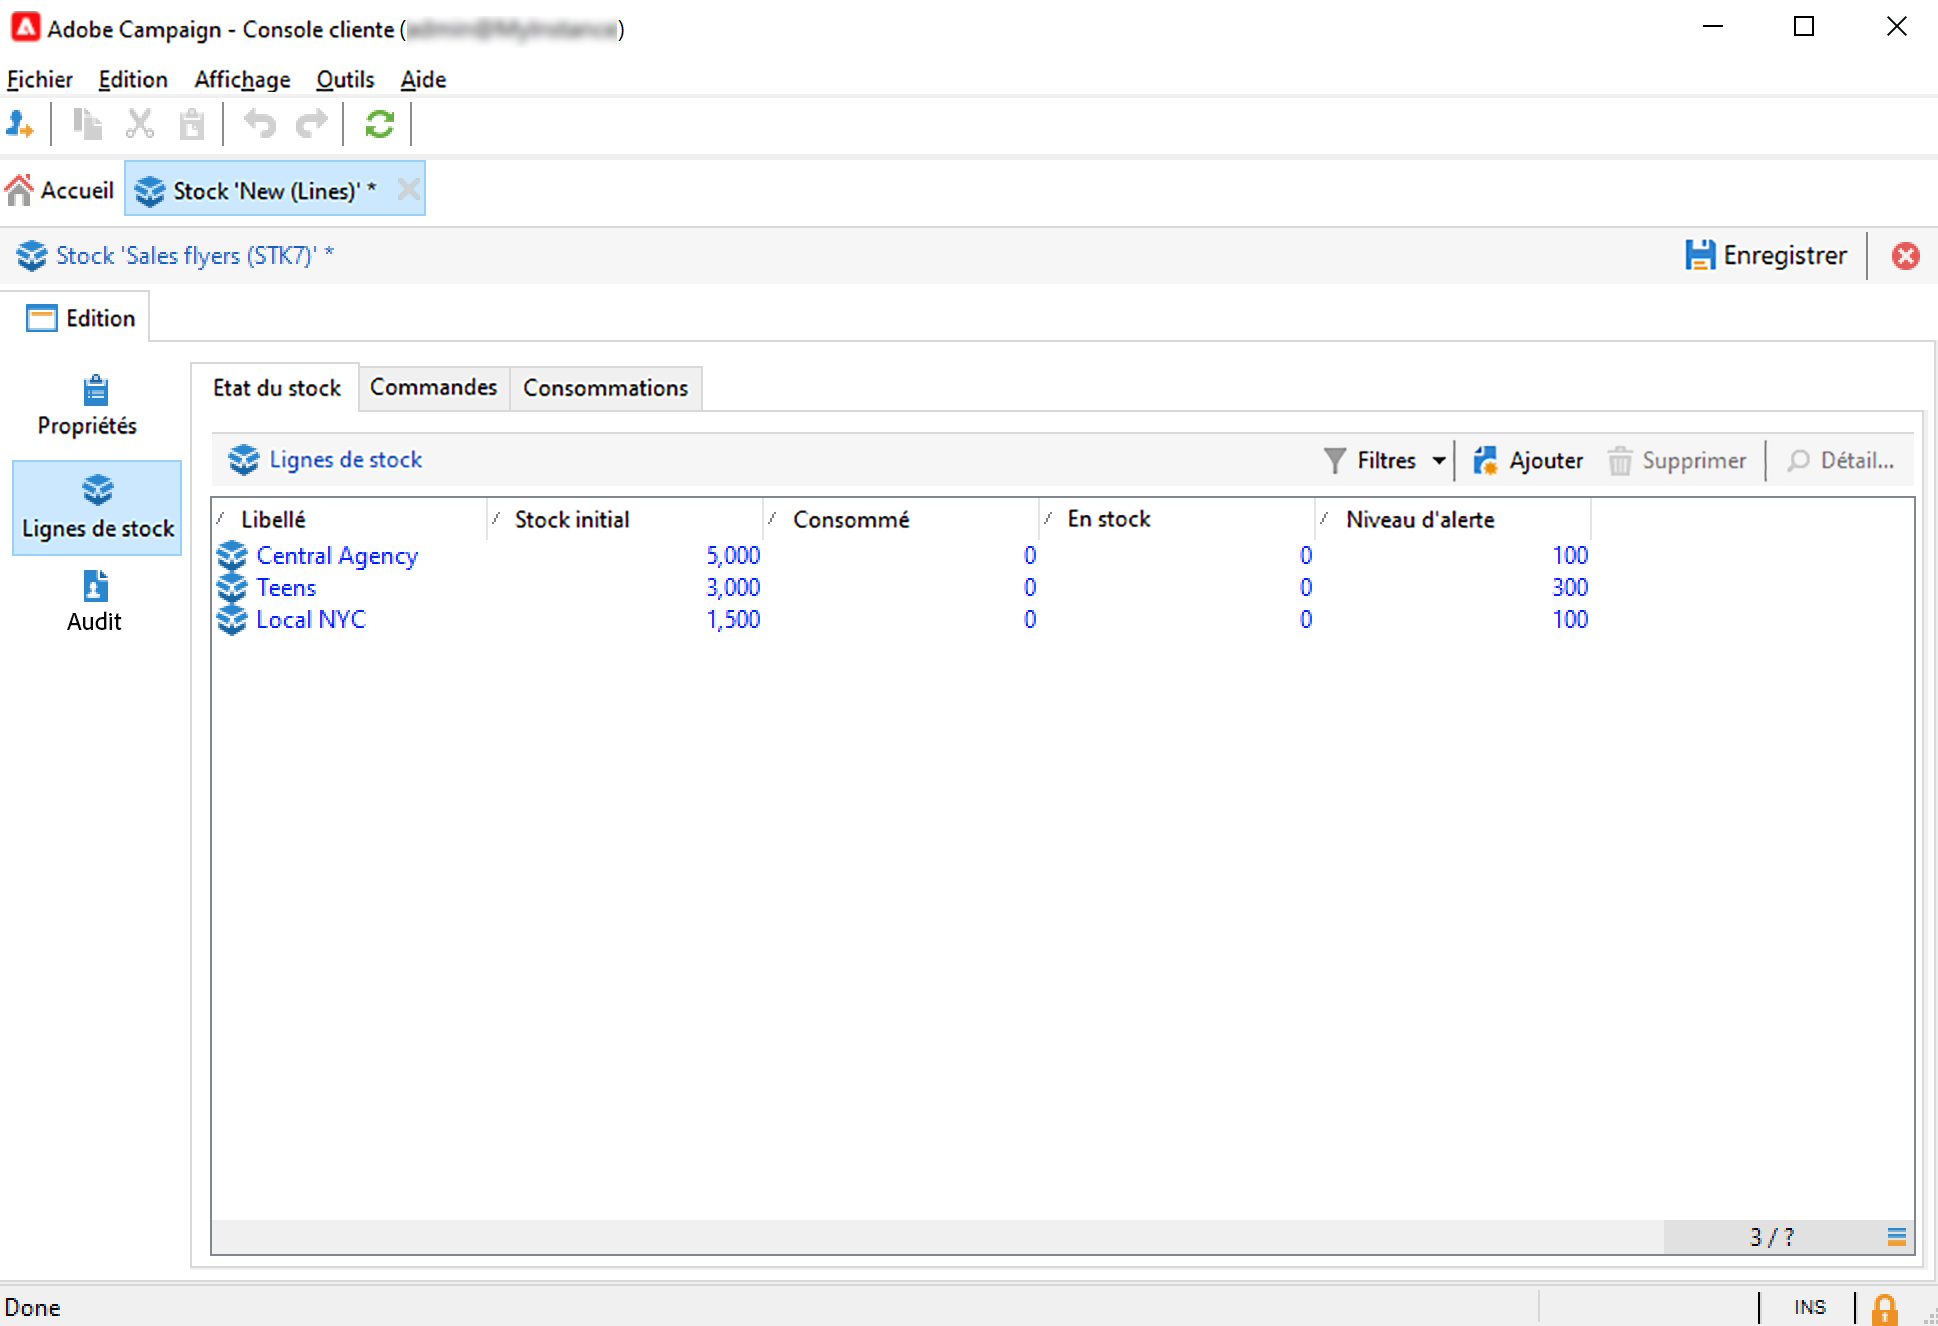 Adobe Campaign - Console cliente ( )
Fichier Edition Affichage Outils Aide
Accueil Stock 'New (Lines)' *
Stock 'Sales flyers (STK7)' * Enregistrer
Edition
Propriétés
Lignes de stock
Audit
Etat du stock Commandes Consommations
Lignes de stock Filtres Ajouter Supprimer Détail...
Libellé Stock initial Consommé En stock Niveau d'alerte
Central Agency 5,000 0 0 100
Teens 3,000 0 0 300
Local NYC 1,500 0 0 100
3 / ?
Done INS